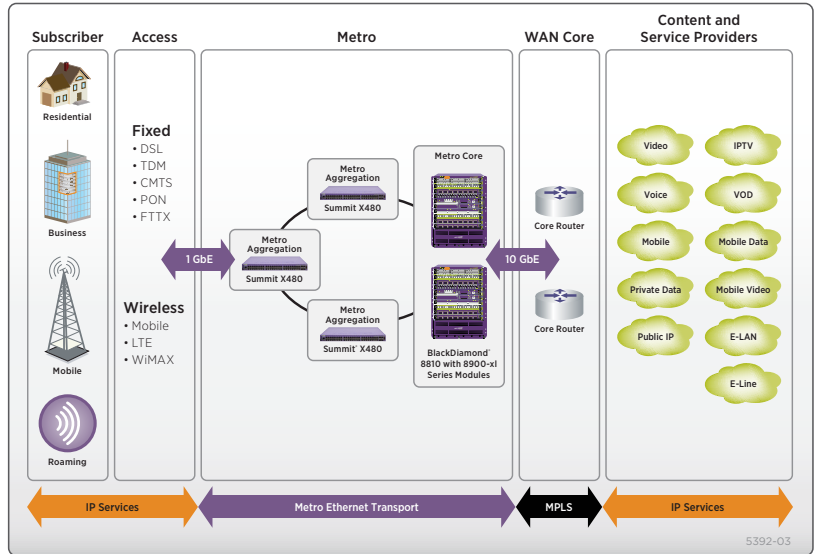 Subscriber
Access
Metro
WAN Core
Content and
Service Providers
Residential
Business
Mobile
Roaming
Fixed
• DSL
• TDM
• CMTS
• PON
• FTTX
Wireless
• Mobile
• LTE
• WiMAX
1 GbE
Metro
Aggregation
Summit X480
Metro
Aggregation
Summit X480
Metro
Aggregation
Summit® X480
Metro Core
BlackDiamond®
8810 with 8900-xl
Series Modules
10 GbE
Core Router
Core Router
Video
IPTV
Voice
VOD
Mobile
Mobile Data
Private Data
Mobile Video
Public IP
E-LAN
E-Line
IP Services
Metro Ethernet Transport
MPLS
IP Services
5392-03